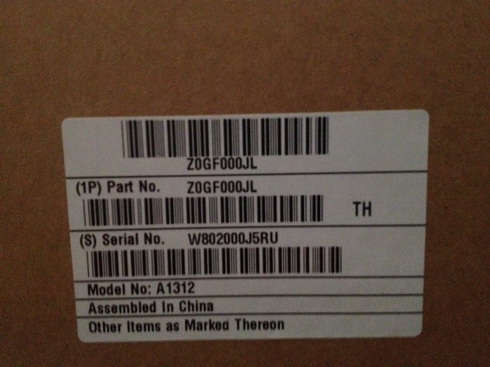 Z0GF000JL
(1P) Part No. Z0GF000JL
TH
(S) Serial No. W802000J5RU
Model No: A1312
Assembled In China
Other Items as Marked Thereon